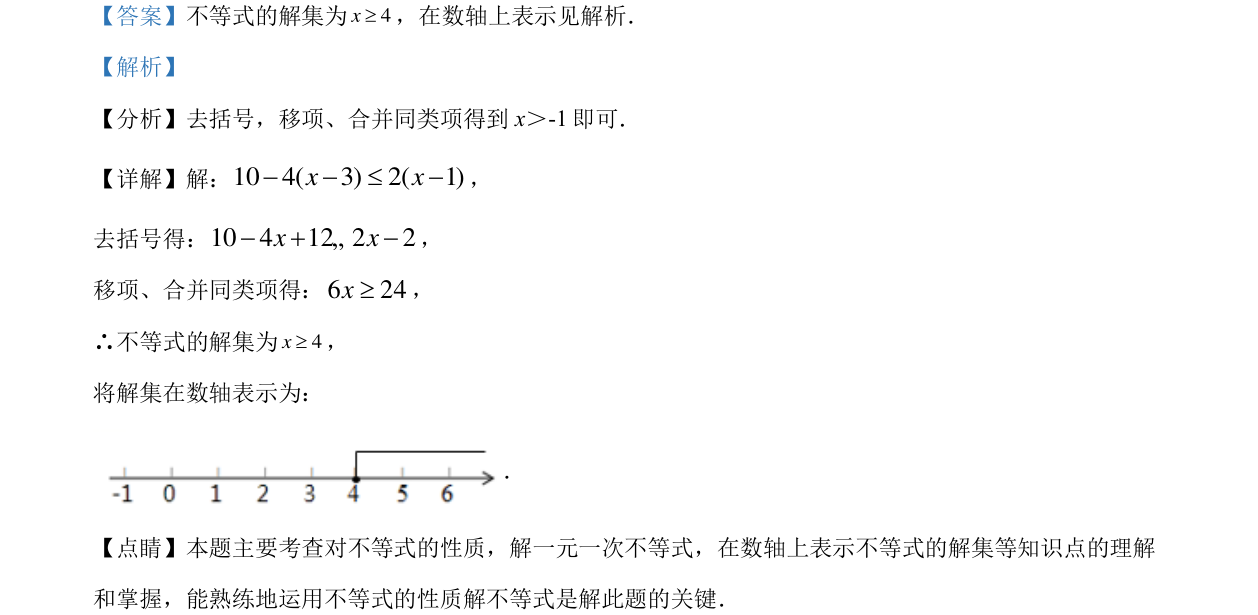 【答案】不等式的解集为 x≥4，在数轴上表示见解析．
【解析】
【分析】去括号，移项、合并同类项得到 x＞-1 即可．
【详解】解：10−4(x−3)≤2(x−1)，
去括号得：10−4x+12,, 2x−2，
移项、合并同类项得：6x≥24，
∴不等式的解集为 x≥4，
将解集在数轴表示为：
-1 0 1 2 3 4 5 6 .
【点睛】本题主要考查对不等式的性质，解一元一次不等式，在数轴上表示不等式的解集等知识点的理解
和掌握，能熟练地运用不等式的性质解不等式是解此题的关键．